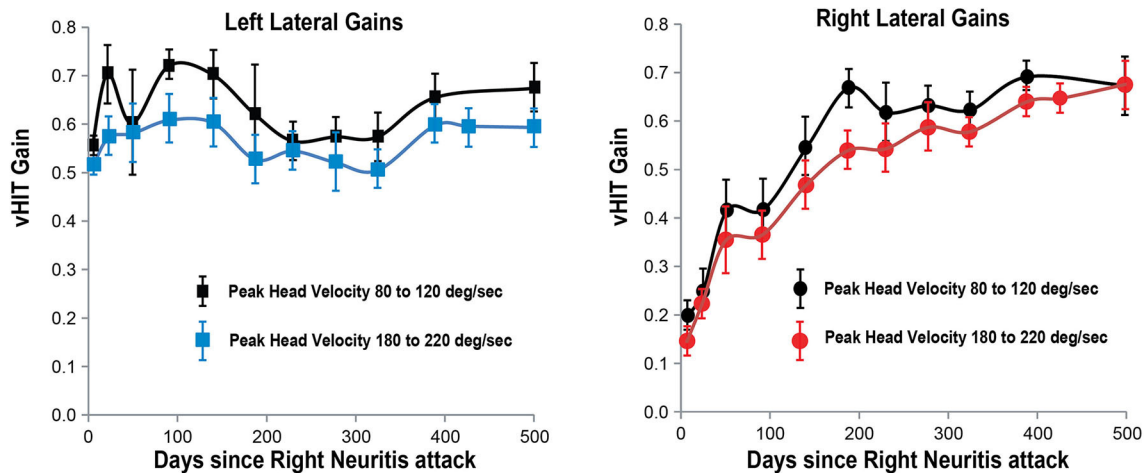 Left Lateral Gains
vHIT Gain
0.8
0.7
0.6
0.5
0.4
0.3
0.2
0.1
0.0
Peak Head Velocity 80 to 120 deg/sec
Peak Head Velocity 180 to 220 deg/sec
0 100 200 300 400 500
Days since Right Neuritis attack
Right Lateral Gains
vHIT Gain
0.8
0.7
0.6
0.5
0.4
0.3
0.2
0.1
0.0
Peak Head Velocity 80 to 120 deg/sec
Peak Head Velocity 180 to 220 deg/sec
0 100 200 300 400 500
Days since Right Neuritis attack